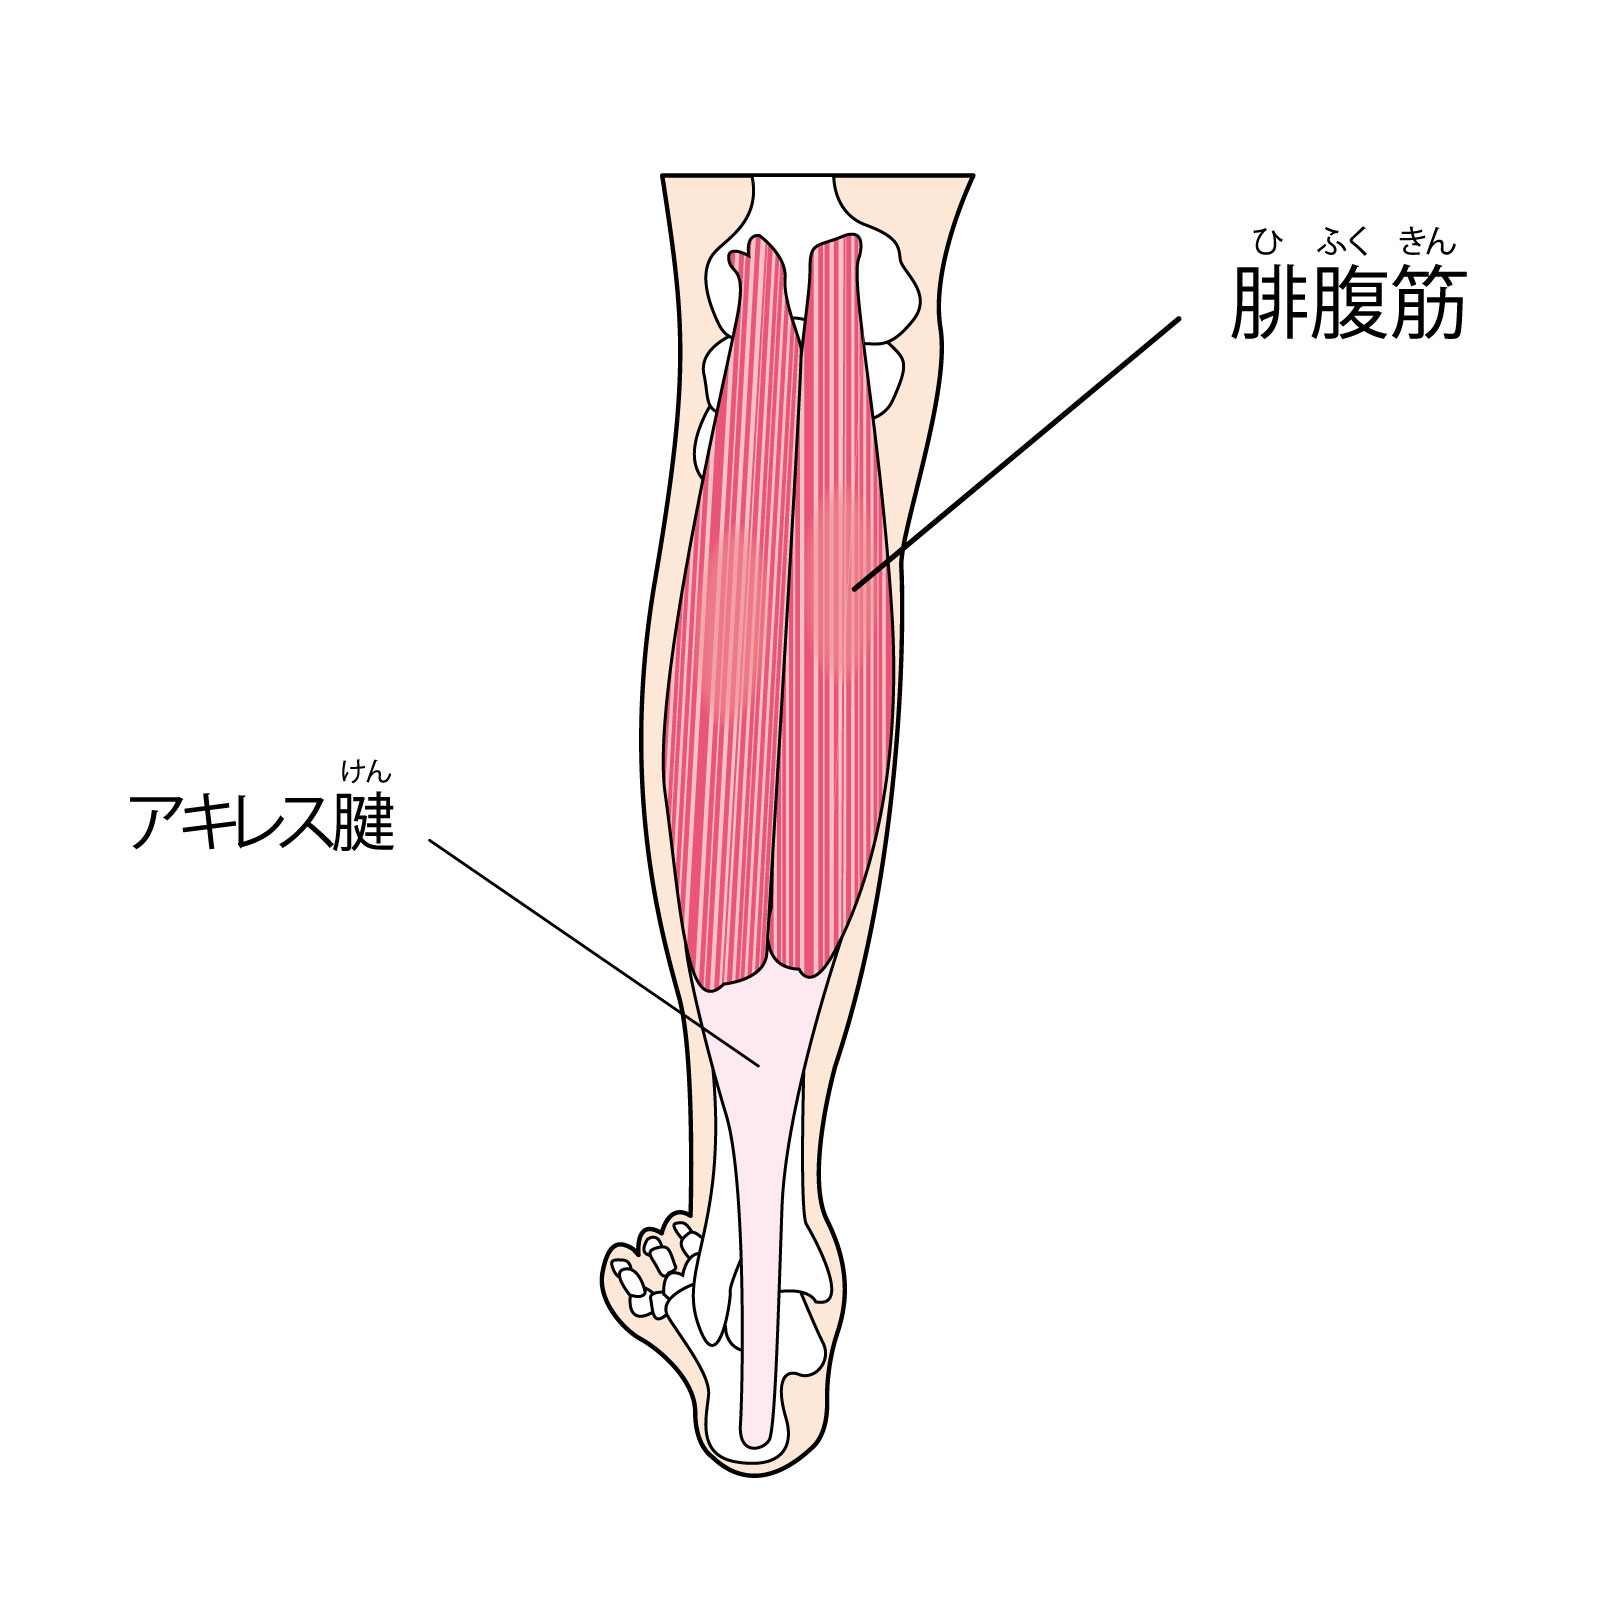 ひ ふく きん
腓腹筋
けん
アキレス腱